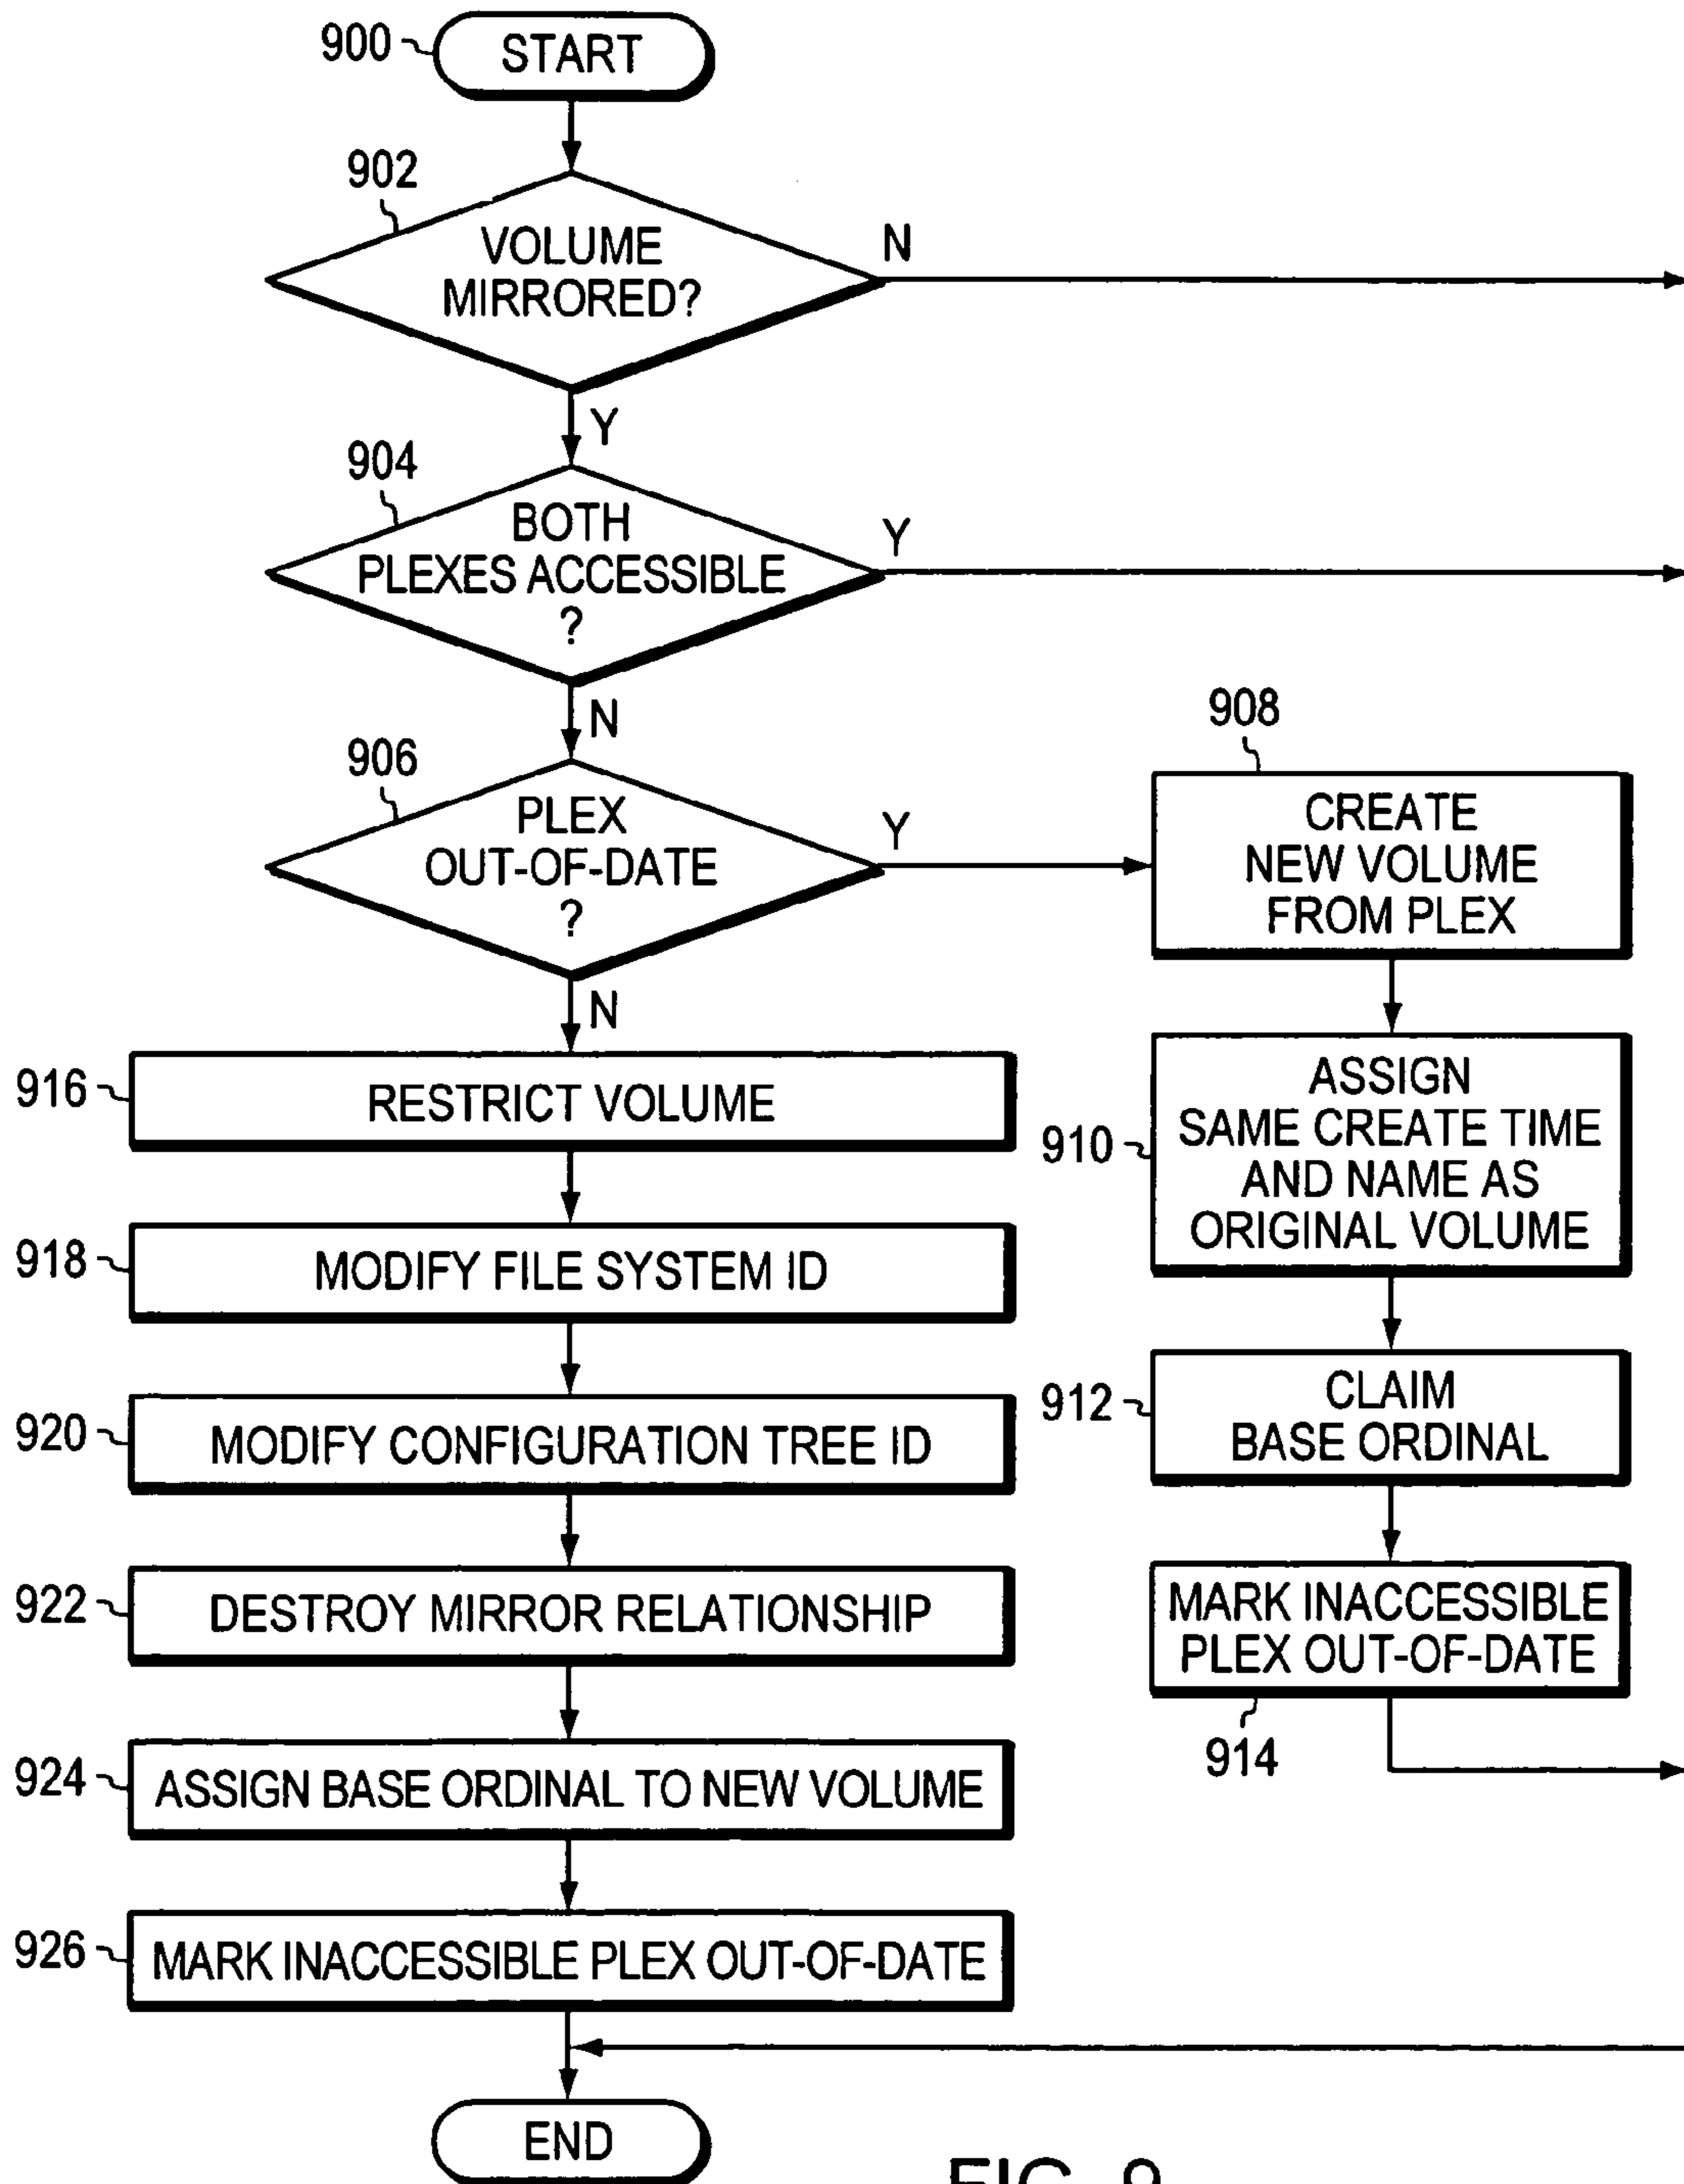 900
START
902
VOLUME
MIRRORED?
N
Y
904
BOTH
PLEXES ACCESSIBLE
?
Y
N
906
PLEX
OUT-OF-DATE
?
Y
N
908
CREATE
NEW VOLUME
FROM PLEX
910
ASSIGN
SAME CREATE TIME
AND NAME AS
ORIGINAL VOLUME
912
CLAIM
BASE ORDINAL
MARK INACCESSIBLE
PLEX OUT-OF-DATE
914
916
RESTRICT VOLUME
918
MODIFY FILE SYSTEM ID
920
MODIFY CONFIGURATION TREE ID
922
DESTROY MIRROR RELATIONSHIP
924
ASSIGN BASE ORDINAL TO NEW VOLUME
926
MARK INACCESSIBLE PLEX OUT-OF-DATE
END
FIG. 9